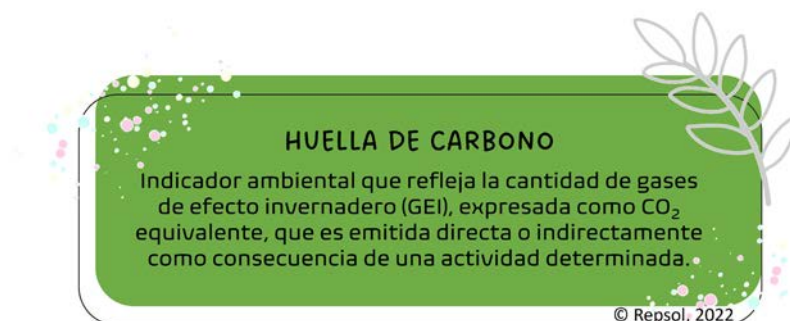 HUELLA DE CARBONO
Indicador ambiental que refleja la cantidad de gases
de efecto invernadero (GEI), expresada como CO₂
equivalente, que es emitida directa o indirectamente
como consecuencia de una actividad determinada.
© Repsol, 2022